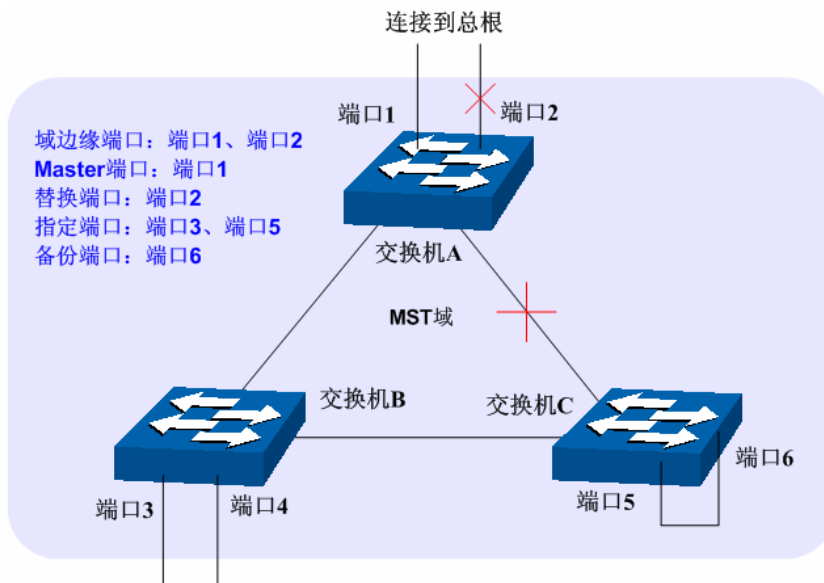 连接到总根
端口1
端口2
域边缘端口：端口1、端口2
Master端口：端口1
替换端口：端口2
指定端口：端口3、端口5
备份端口：端口6
交换机A
MST域
交换机B
交换机C
端口3
端口4
端口5
端口6